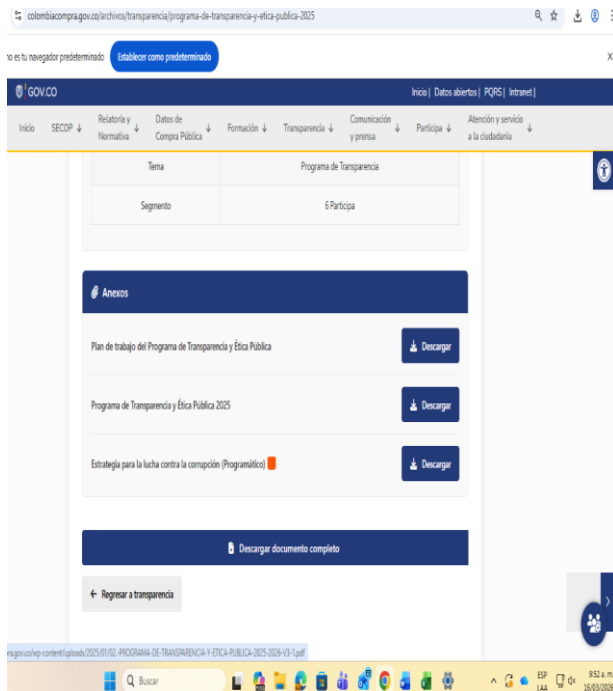 colombiacompra.gov.co/archivos/transparencia/programa-de-transparencia-y-etica-publica-2025
no es tu navegador predeterminado Establecer como predeterminado X
GOV.CO Inicio | Datos abiertos | PQRS | Intranet |
Inicio SECOP ↓ Relatoría y Normativa ↓ Datos de Compra Pública ↓ Formación ↓ Transparencia ↓ Comunicación y prensa ↓ Participa ↓ Atención y servicio a la ciudadanía ↓
Tema Programa de Transparencia
Segmento 6 Participa
Anexos
Plan de trabajo del Programa de Transparencia y Ética Pública Descargar
Programa de Transparencia y Ética Pública 2025 Descargar
Estrategia para la lucha contra la corrupción (Programático) Descargar
Descargar documento completo
← Regresar a transparencia
ra.gov.co/wp-content/uploads/2025/01/02.-PROGRAMA-DE-TRANSPARENCIA-Y-ETICA-PUBLICA-2025-2026-V3-1.pdf
Buscar ESP 9:52 a
LAA